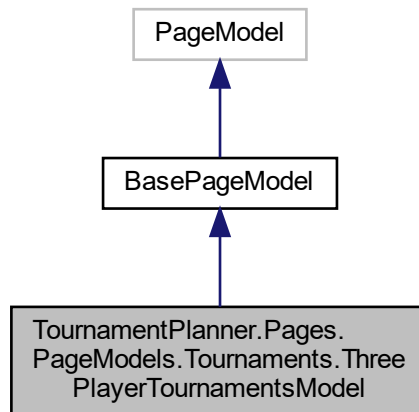 PageModel
BasePageModel
TournamentPlanner.Pages.
PageModels.Tournaments.Three
PlayerTournamentsModel